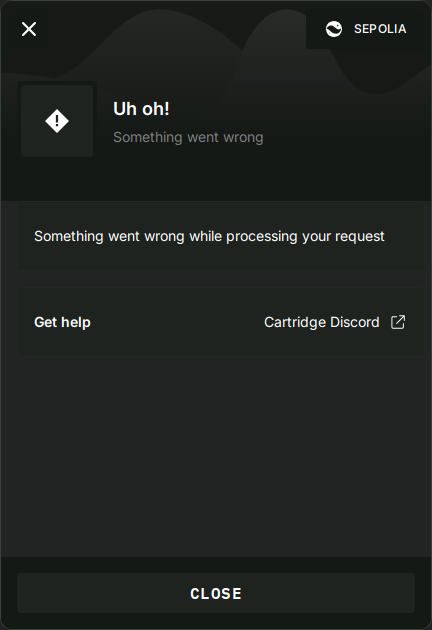 SEPOLIA
Uh oh!
Something went wrong
Something went wrong while processing your request
Get help
Cartridge Discord
CLOSE